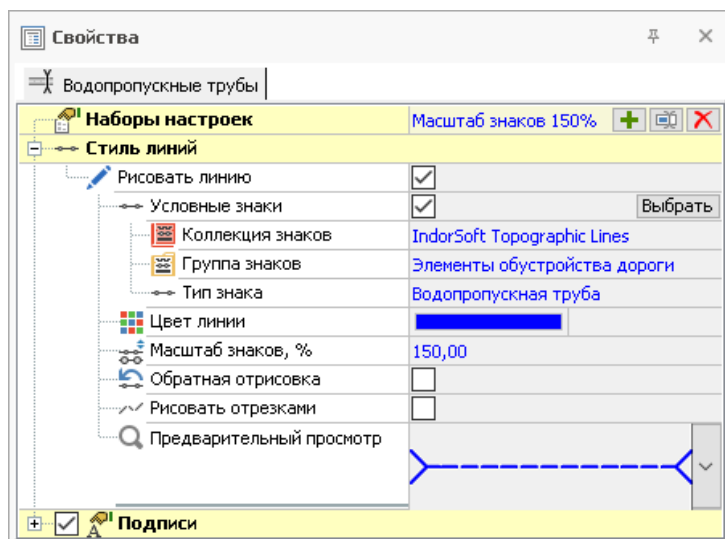 Свойства
Водопропускные трубы
Наборы настроек Масштаб знаков 150%
Стиль линий
Рисовать линию
Условные знаки Выбрать
Коллекция знаков IndorSoft Topographic Lines
Группа знаков Элементы обустройства дороги
Тип знака Водопропускная труба
Цвет линии
Масштаб знаков, % 150,00
Обратная отрисовка
Рисовать отрезками
Предварительный просмотр
Подписи